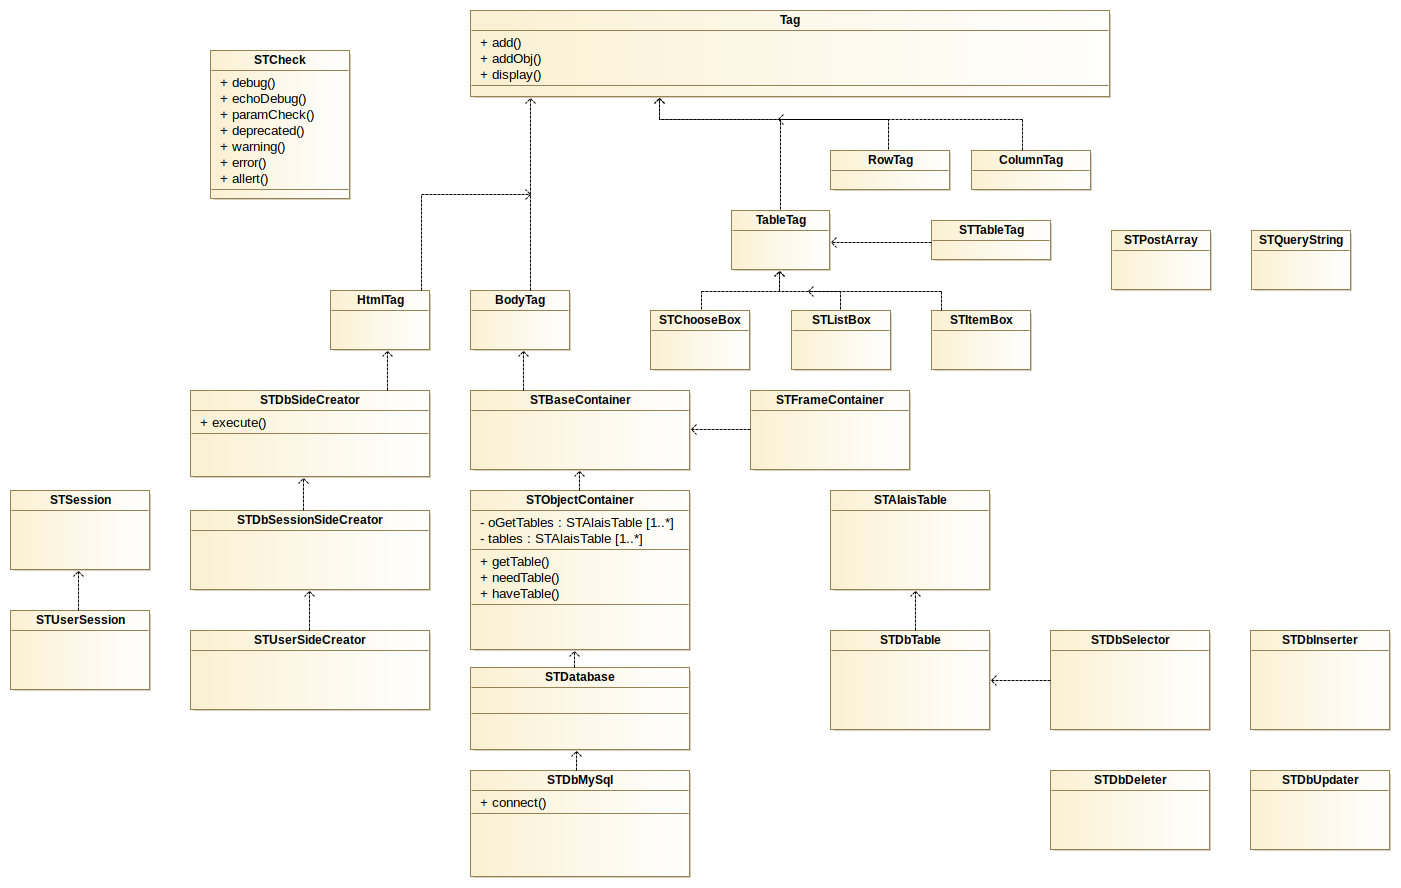 Tag
+ add()
+ addObj()
+ display()
STCheck
+ debug()
+ echoDebug()
+ paramCheck()
+ deprecated()
+ warning()
+ error()
+ allert()
RowTag
ColumnTag
TableTag
STTableTag
STPostArray
STQueryString
HtmlTag
BodyTag
STChooseBox
STListBox
STItemBox
STDbSideCreator
+ execute()
STBaseContainer
STFrameContainer
STSession
STDbSessionSideCreator
STObjectContainer
- oGetTables : STAlaisTable [1..*]
- tables : STAlaisTable [1..*]
+ getTable()
+ needTable()
+ haveTable()
STAlaisTable
STUserSession
STUserSideCreator
STDbTable
STDbSelector
STDbInserter
STDatabase
STDbMySql
+ connect()
STDbDeleter
STDbUpdater